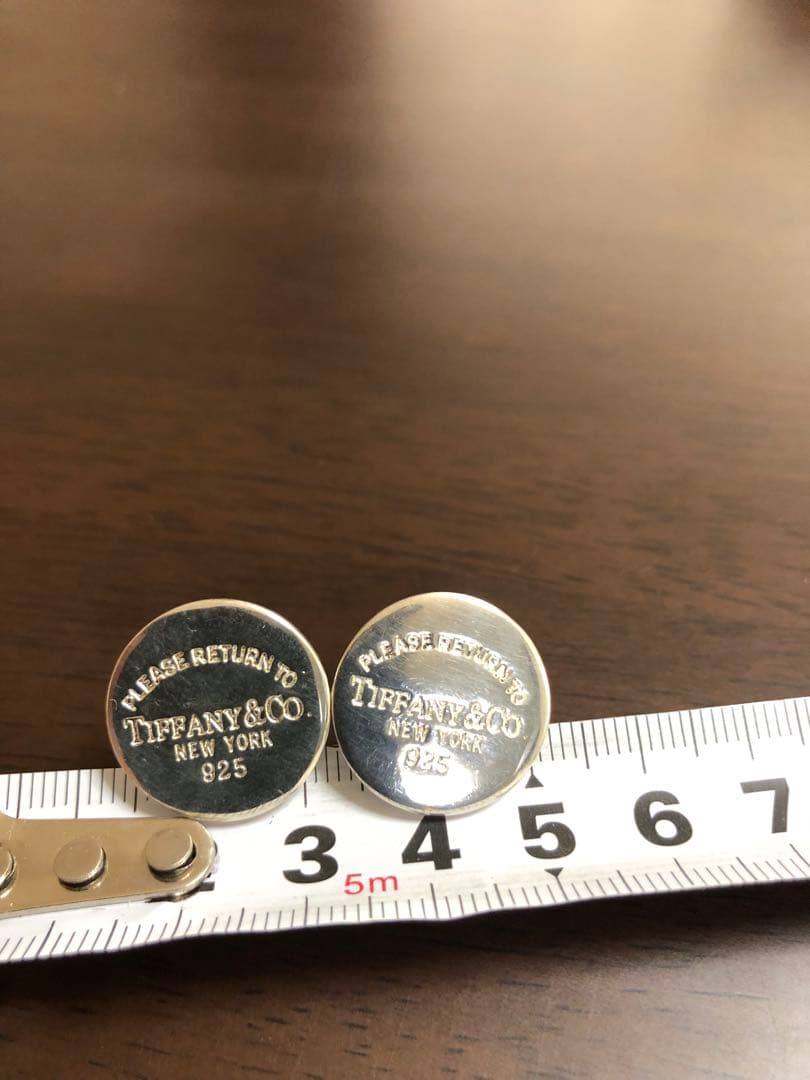 PLEASE RETURN TO
TIFFANY&CO.
NEW YORK
925
PLEASE RETURN TO
TIFFANY&CO.
NEW YORK
925
3 4 5 6 7
5m